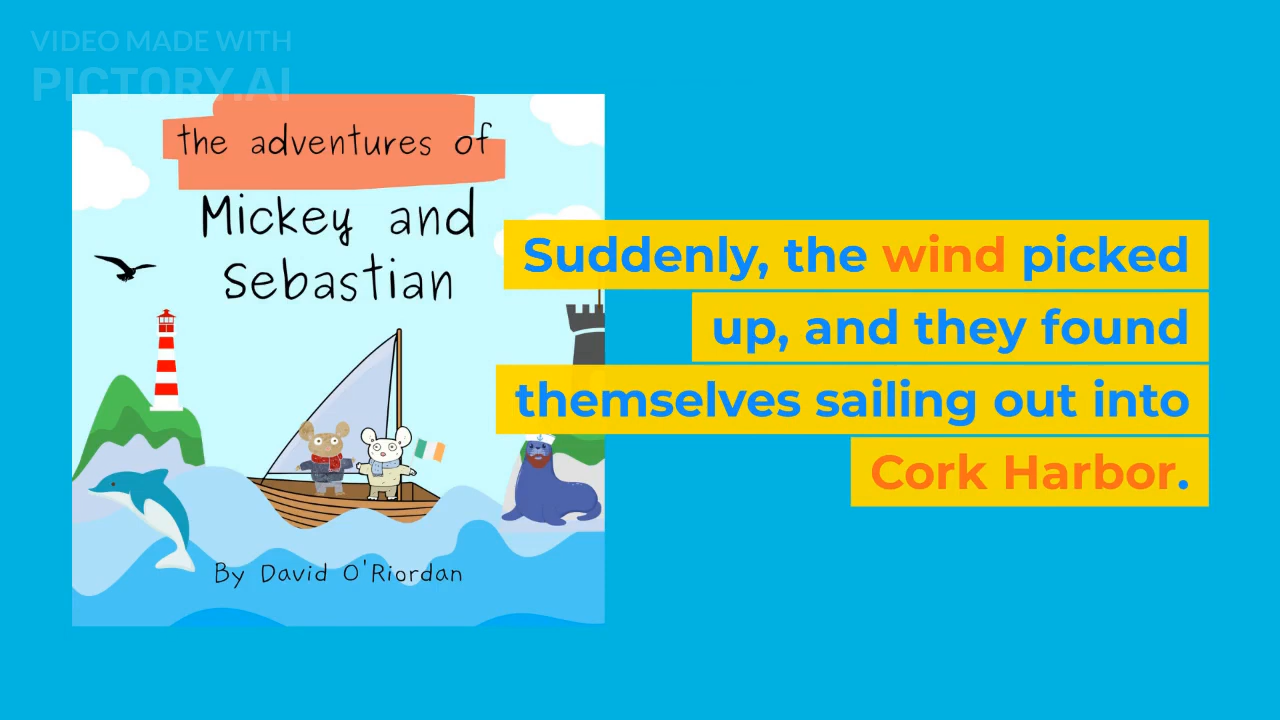 VIDEO MADE WITH
PICTORY.AI
the adventures of
Mickey and
Sebastian
By David O'Riordan
Suddenly, the wind picked
up, and they found
themselves sailing out into
Cork Harbor.